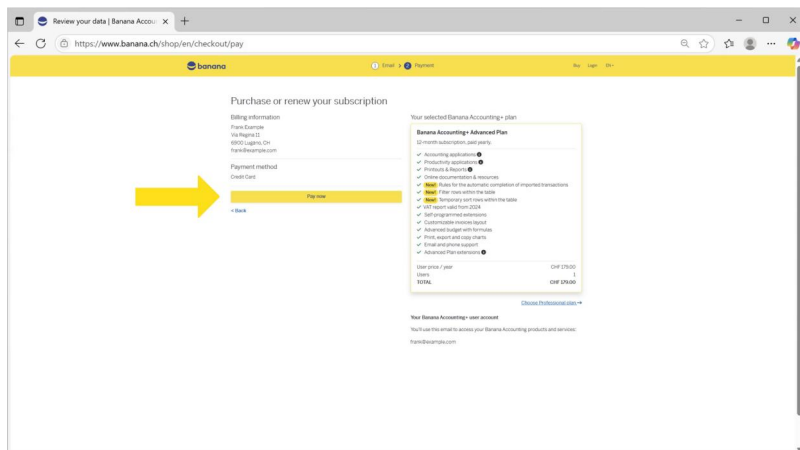 Review your data | Banana Accou
https://www.banana.ch/shop/en/checkout/pay
banana
1 Email > 2 Payment
Buy Login EN
Purchase or renew your subscription
Billing information
Frank Example
Via Regina 11
6900 Lugano, CH
frank@example.com
Payment method
Credit Card
Pay now
< Back
Your selected Banana Accounting+ plan
Banana Accounting+ Advanced Plan
12-month subscription, paid yearly.
Accounting applications
Productivity applications
Printouts & Reports
Online documentation & resources
New!: Rules for the automatic completion of imported transactions
New!: Filter rows within the table
New!: Temporary sort rows within the table
VAT report valid from 2024
Self-programmed extensions
Customizable invoices layout
Advanced budget with formulas
Print, export and copy charts
Email and phone support
Advanced Plan extensions
User price / year CHF 179.00
Users 1
TOTAL CHF 179.00
Choose Professional plan
Your Banana Accounting+ user account
You'll use this email to access your Banana Accounting products and services:
frank@example.com